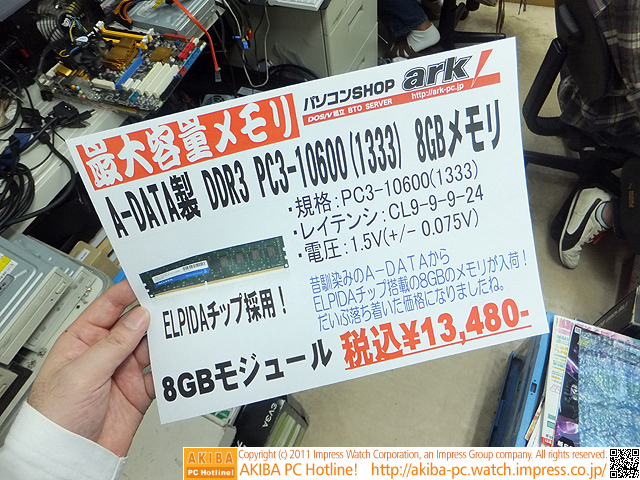 パソコンSHOP ark!
DOS/V 組立 BTO SERVER http://ark-pc.jp
最大容量メモリ
A-DATA製 DDR3 PC3-10600(1333) 8GBメモリ
・規格:PC3-10600(1333)
・レイテンシ:CL9-9-9-24
・電圧:1.5V(+/- 0.075V)
昔馴染みのA-DATAから
ELPIDAチップ搭載の8GBのメモリが入荷!
だいぶ落ち着いた価格になりましたね。
ELPIDAチップ採用!
8GBモジュール 税込¥13,480-
EVGA
AKIBA
PC Hotline!
Copyright (c) 2011 Impress Watch Corporation, an Impress Group company. All rights reserved.
AKIBA PC Hotline! http://akiba-pc.watch.impress.co.jp/